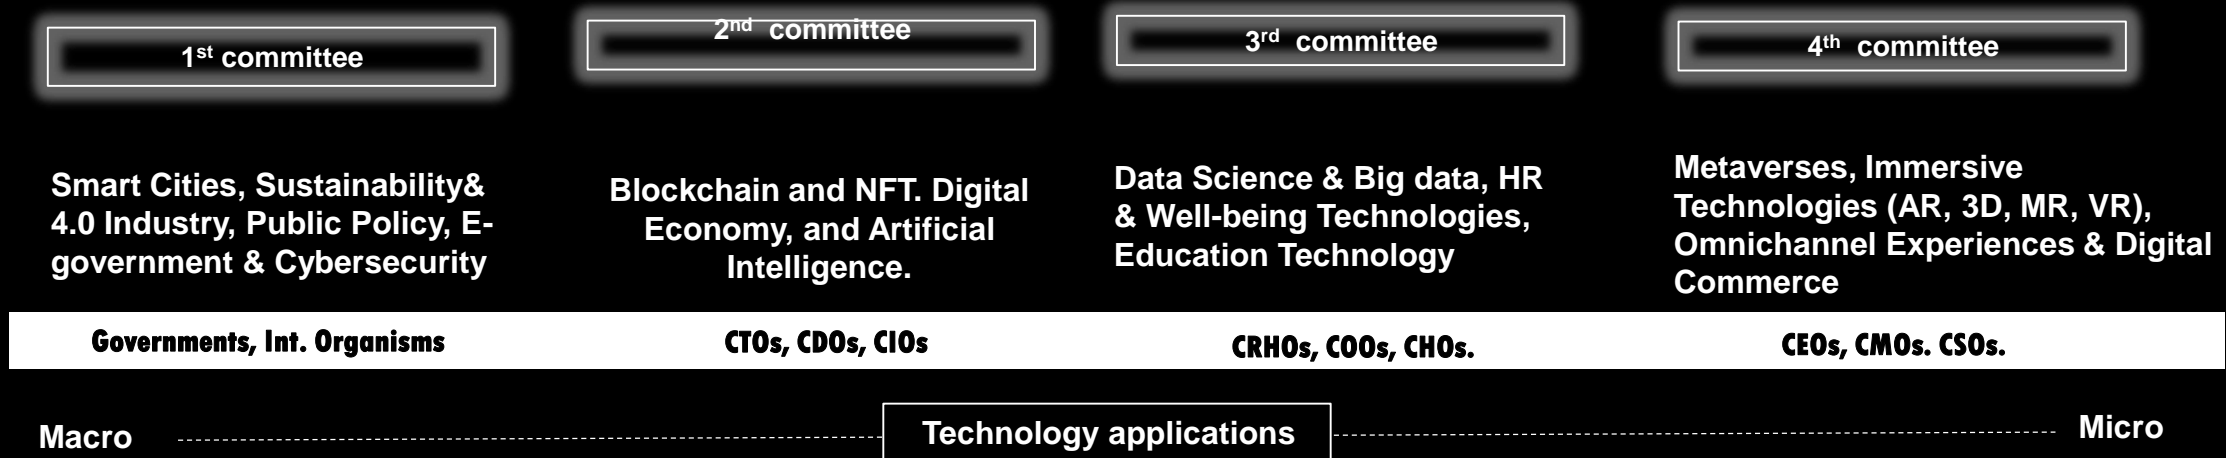 1st committee
2nd committee
3rd committee
4th committee
Smart Cities, Sustainability&
4.0 Industry, Public Policy, E-
government & Cybersecurity
Blockchain and NFT. Digital
Economy, and Artificial
Intelligence.
Data Science & Big data, HR
& Well-being Technologies,
Education Technology
Metaverses, Immersive
Technologies (AR, 3D, MR, VR),
Omnichannel Experiences & Digital
Commerce
Governments, Int. Organisms
CTOs, CDOs, CIOs
CRHOs, COOs, CHOs.
CEOs, CMOs. CSOs.
Macro
Technology applications
Micro